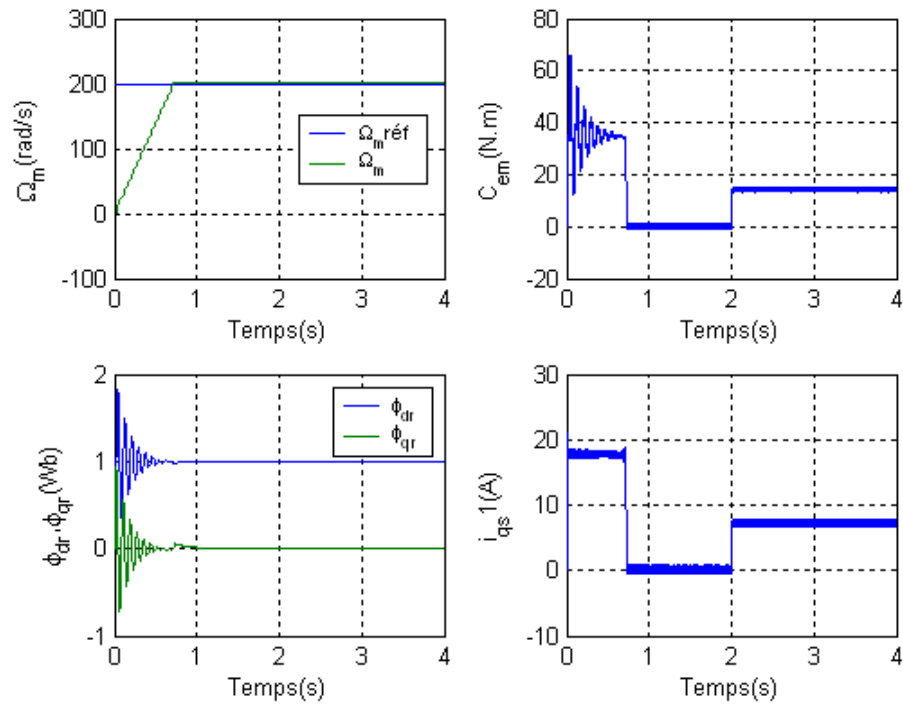 300
200
100
0
-100
Ω_m(rad/s)
Ω_m réf
Ω_m
0 1 2 3 4
Temps(s)
80
60
40
20
0
-20
C_em(N.m)
0 1 2 3 4
Temps(s)
2
1
0
-1
ϕ_dr,ϕ_qr(Wb)
ϕ_dr
ϕ_qr
0 1 2 3 4
Temps(s)
30
20
10
0
-10
i_qs1(A)
0 1 2 3 4
Temps(s)